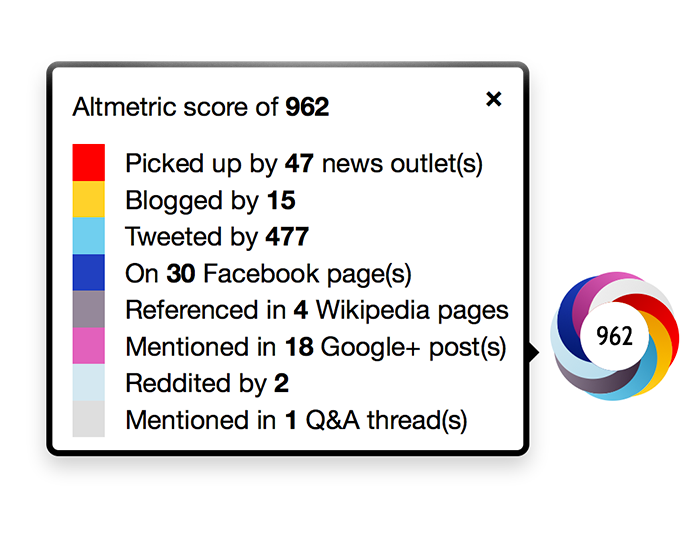 Altmetric score of 962 ×
Picked up by 47 news outlet(s)
Blogged by 15
Tweeted by 477
On 30 Facebook page(s)
Referenced in 4 Wikipedia pages
Mentioned in 18 Google+ post(s)
Reddited by 2
Mentioned in 1 Q&A thread(s)
962